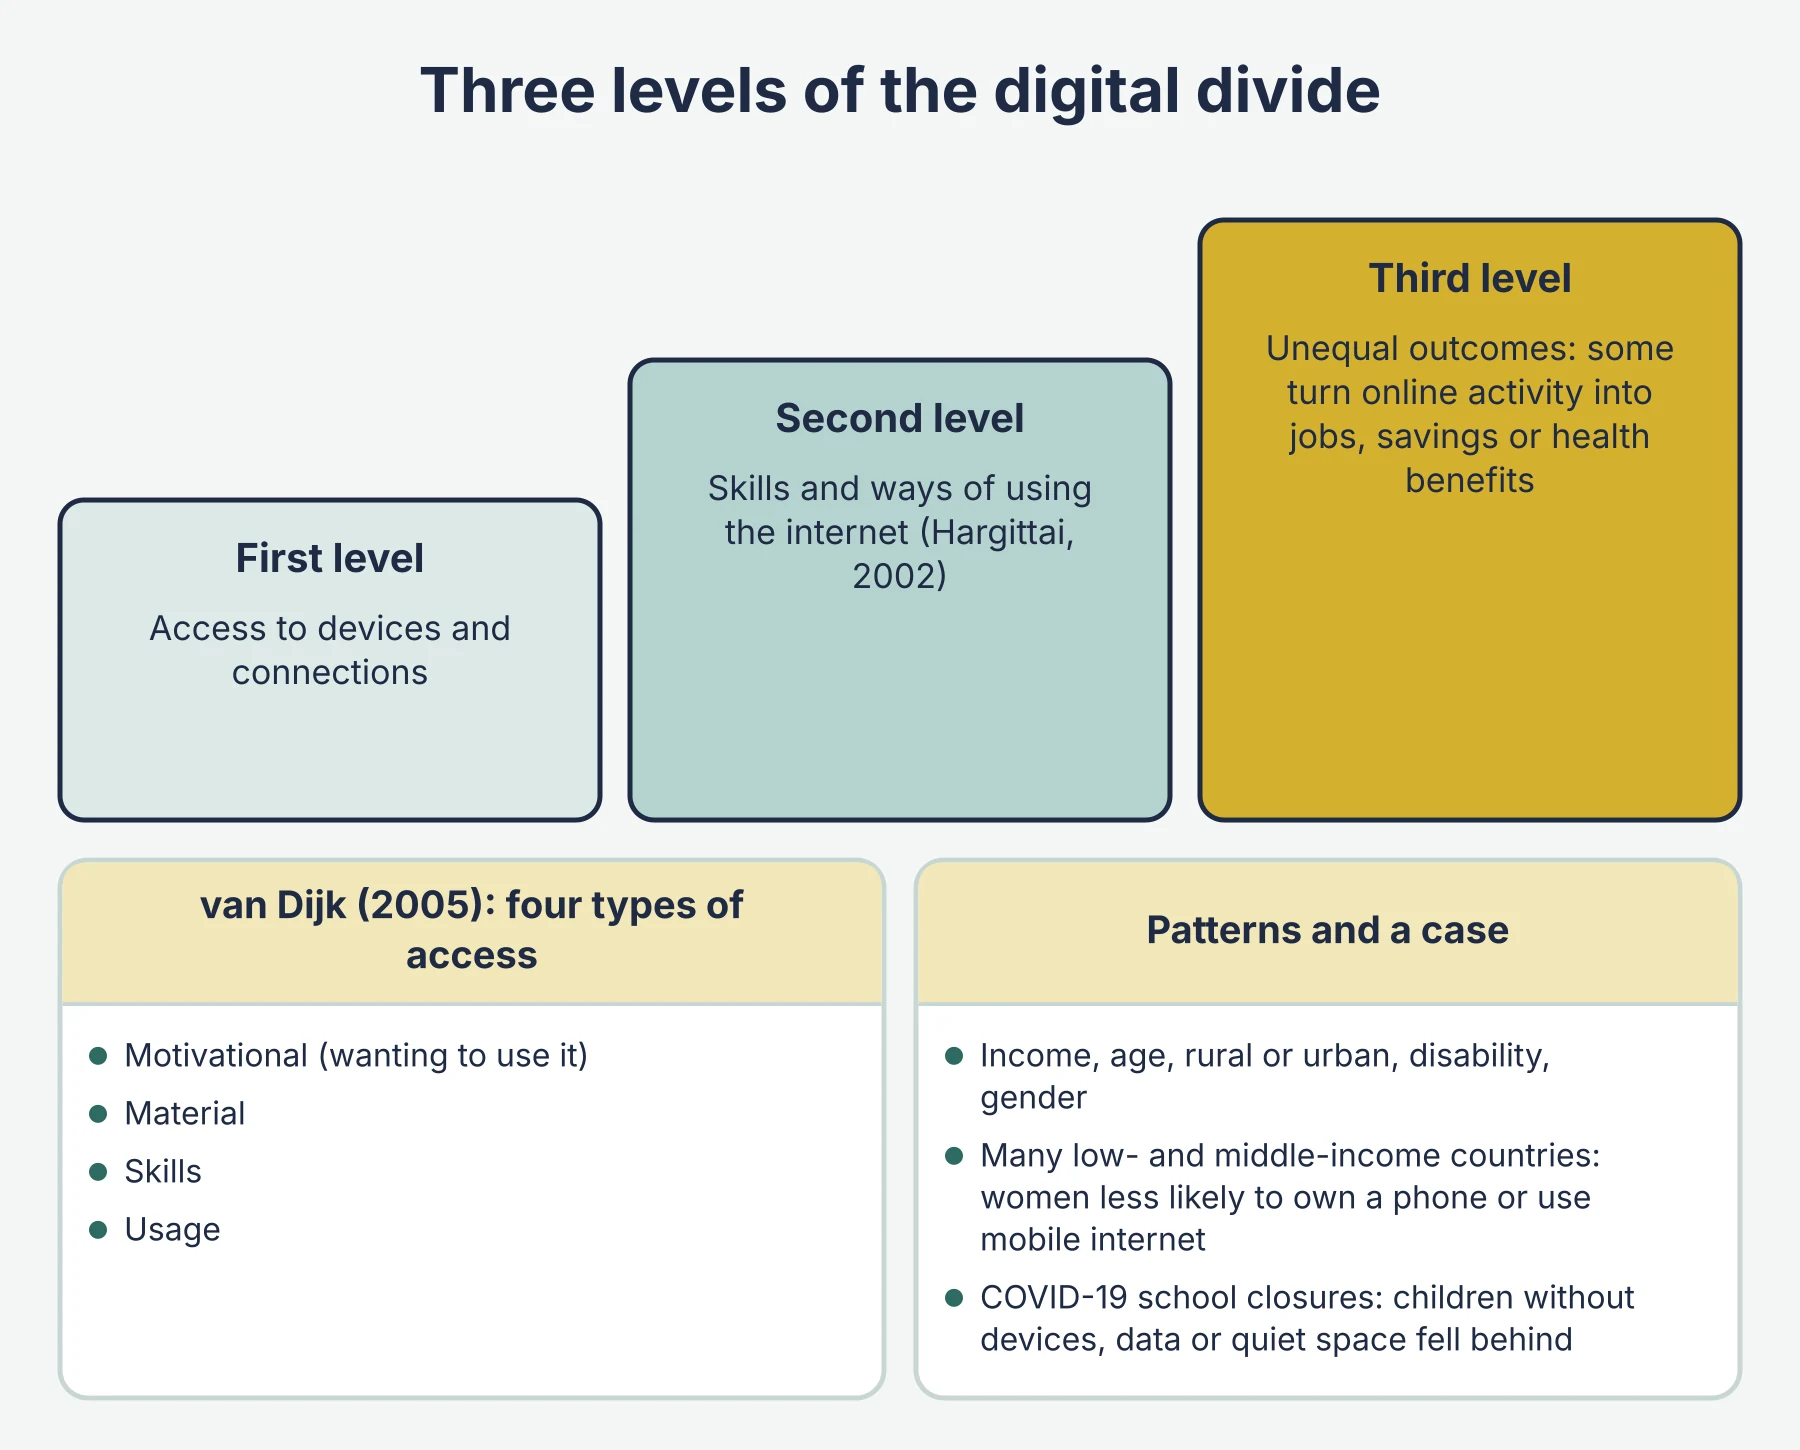 Three levels of the digital divide
First level
Access to devices and
connections
Second level
Skills and ways of using
the internet (Hargittai,
2002)
Third level
Unequal outcomes: some
turn online activity into
jobs, savings or health
benefits
van Dijk (2005): four types of
access
Motivational (wanting to use it)
Material
Skills
Usage
Patterns and a case
Income, age, rural or urban, disability,
gender
Many low- and middle-income countries:
women less likely to own a phone or use
mobile internet
COVID-19 school closures: children without
devices, data or quiet space fell behind